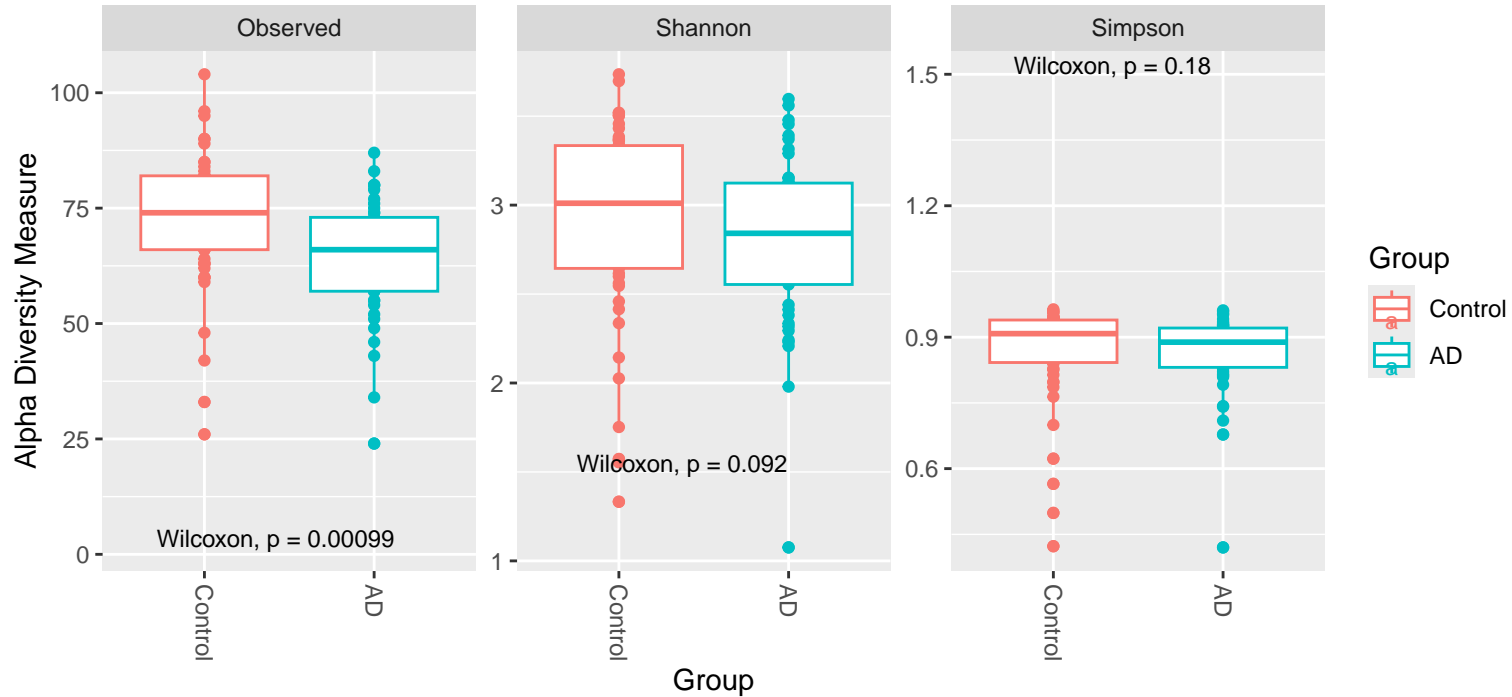 Observed
Shannon
Simpson
Alpha Diversity Measure
100
75
50
25
0
Wilcoxon, p = 0.00099
Control
AD
3
2
1
Wilcoxon, p = 0.092
Control
AD
1.5
1.2
0.9
0.6
Wilcoxon, p = 0.18
Control
AD
Group
Group
a Control
a AD